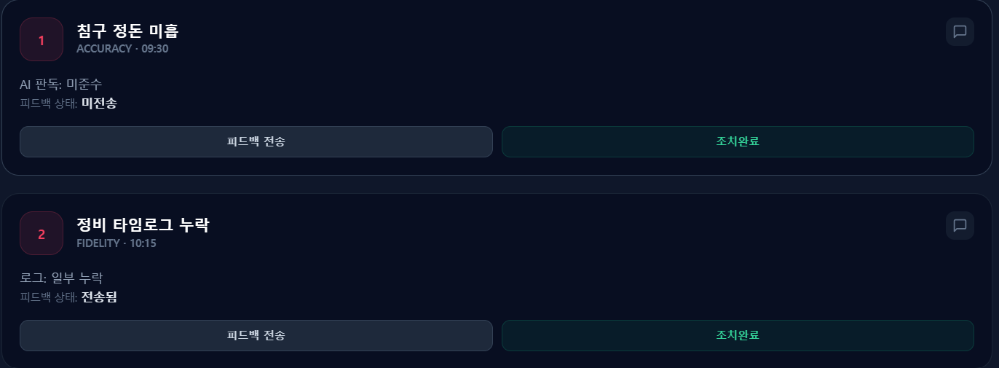 1
침구 정돈 미흡
ACCURACY · 09:30
AI 판독: 미준수
피드백 상태: 미전송
피드백 전송
조치완료
2
정비 타임로그 누락
FIDELITY · 10:15
로그: 일부 누락
피드백 상태: 전송됨
피드백 전송
조치완료